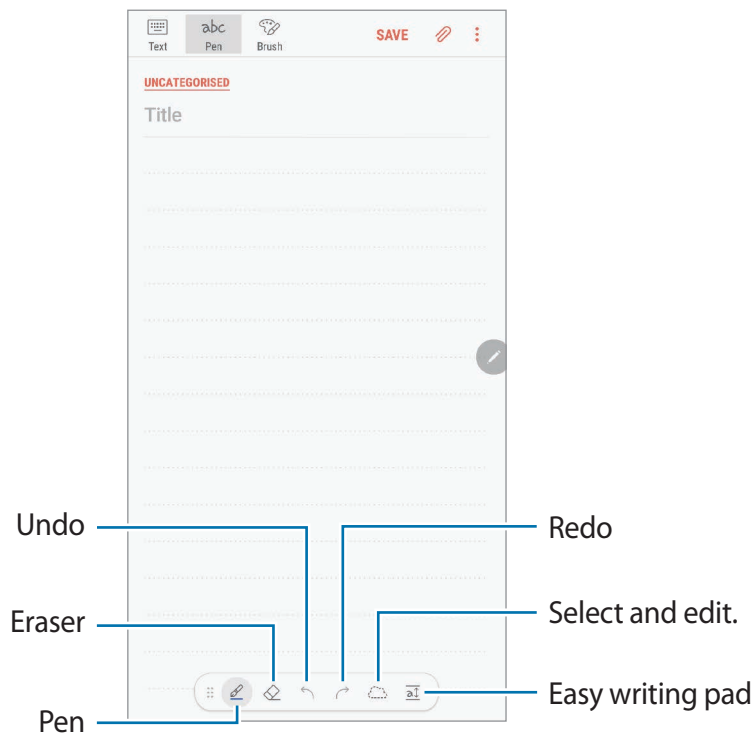 abc
Text Pen Brush SAVE
UNCATEGORISED
Title
Undo
Redo
Eraser
Select and edit.
a
Easy writing pad
Pen